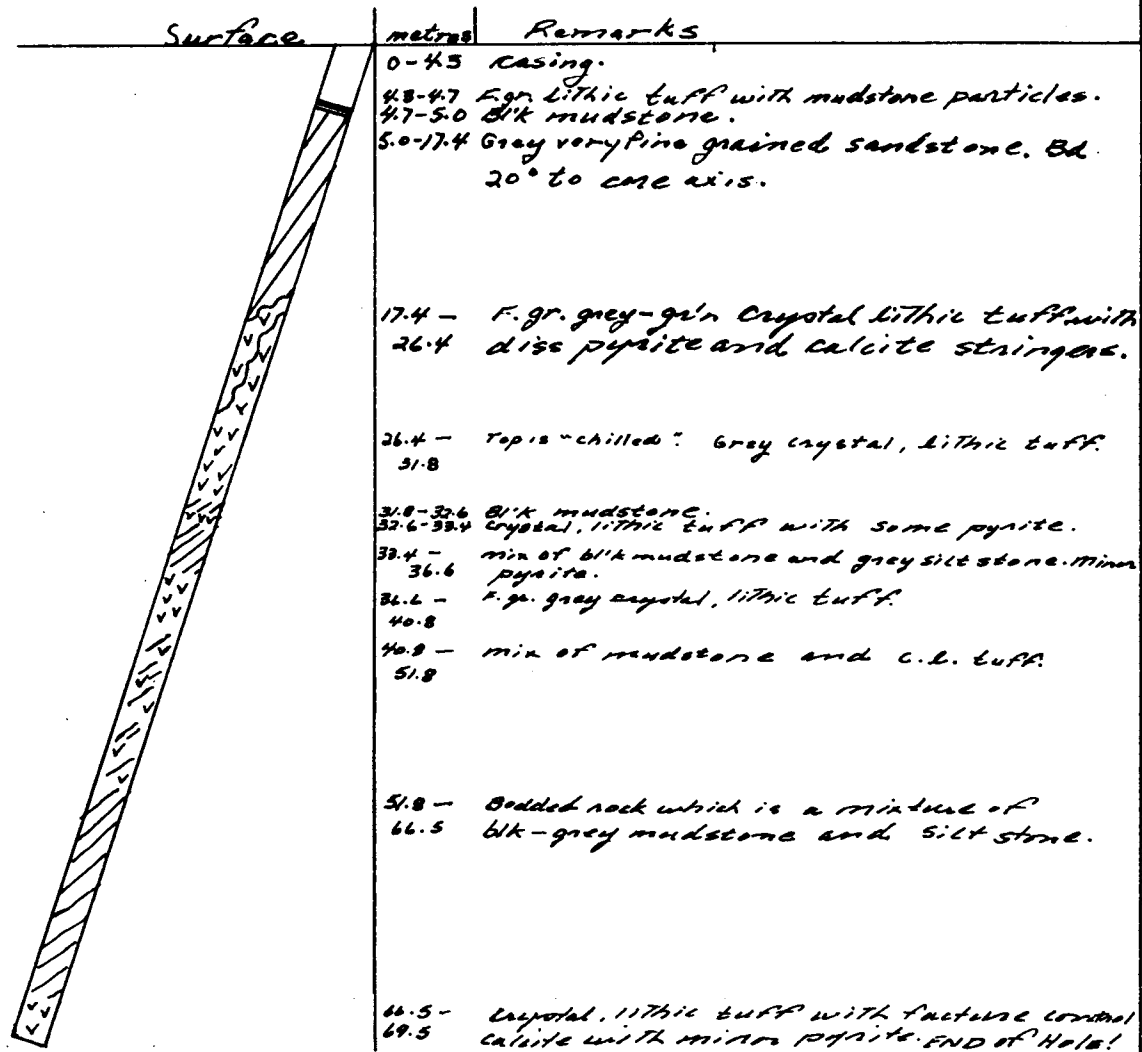 Surface metres Remarks
0-4.3 casing.
4.3-4.7 F.gr. lithic tuff with mudstone particles.
4.7-5.0 Bl'k mudstone.
5.0-17.4 Grey very fine grained sandstone. Bd
20° to core axis.
17.4 - F. gr. grey-gr'n Crystal lithic tuff with
26.4 diss pyrite and calcite stringers.
26.4 - Top is "chilled". Grey crystal, lithic tuff.
31.8
31.8-32.6 Bl'k mudstone.
32.6-33.4 crystal, lithic tuff with some pyrite.
33.4 - mix of bl'k mudstone and grey silt stone. Minor
36.6 pyrite.
36.6 - F. gr. grey crystal, lithic tuff.
40.8
40.8 - mix of mudstone and c.l. tuff.
51.8
51.8 - Bedded rock which is a mixture of
66.5 blk-grey mudstone and silt stone.
66.5 - crystal, lithic tuff with facture control
69.5 calcite with minor pyrite. END of Hole!